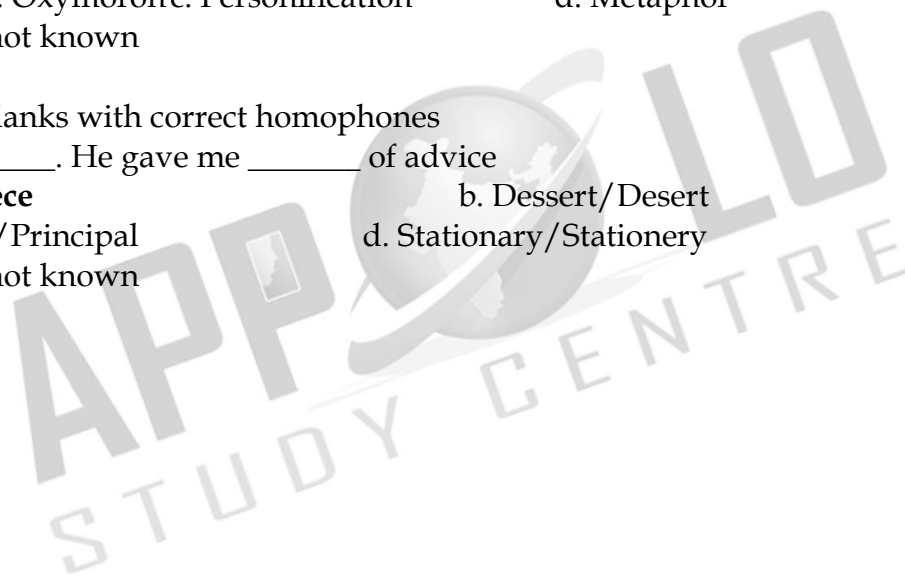 . Oxymoron c. Personification d. Metaphor
not known
lanks with correct homophones
____. He gave me _______ of advice
ece b. Dessert/Desert
/Principal d. Stationary/Stationery
not known
APPOLO
STUDY CENTRE